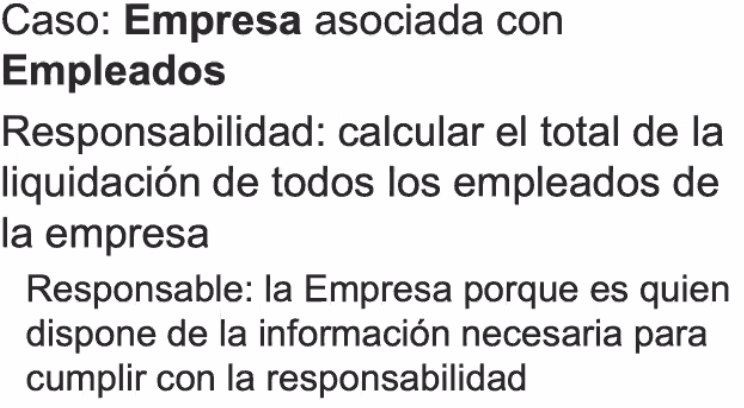 Caso: Empresa asociada con
Empleados
Responsabilidad: calcular el total de la
liquidación de todos los empleados de
la empresa
Responsable: la Empresa porque es quien
dispone de la información necesaria para
cumplir con la responsabilidad